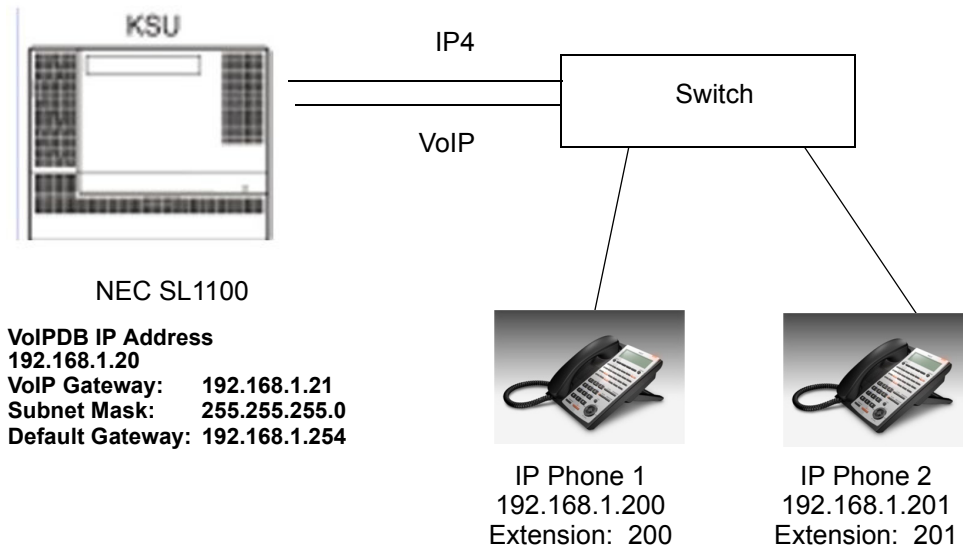 KSU
IP4
Switch
VoIP
NEC SL1100
VoIPDB IP Address
192.168.1.20
VoIP Gateway: 192.168.1.21
Subnet Mask: 255.255.255.0
Default Gateway: 192.168.1.254
IP Phone 1
192.168.1.200
Extension: 200
IP Phone 2
192.168.1.201
Extension: 201